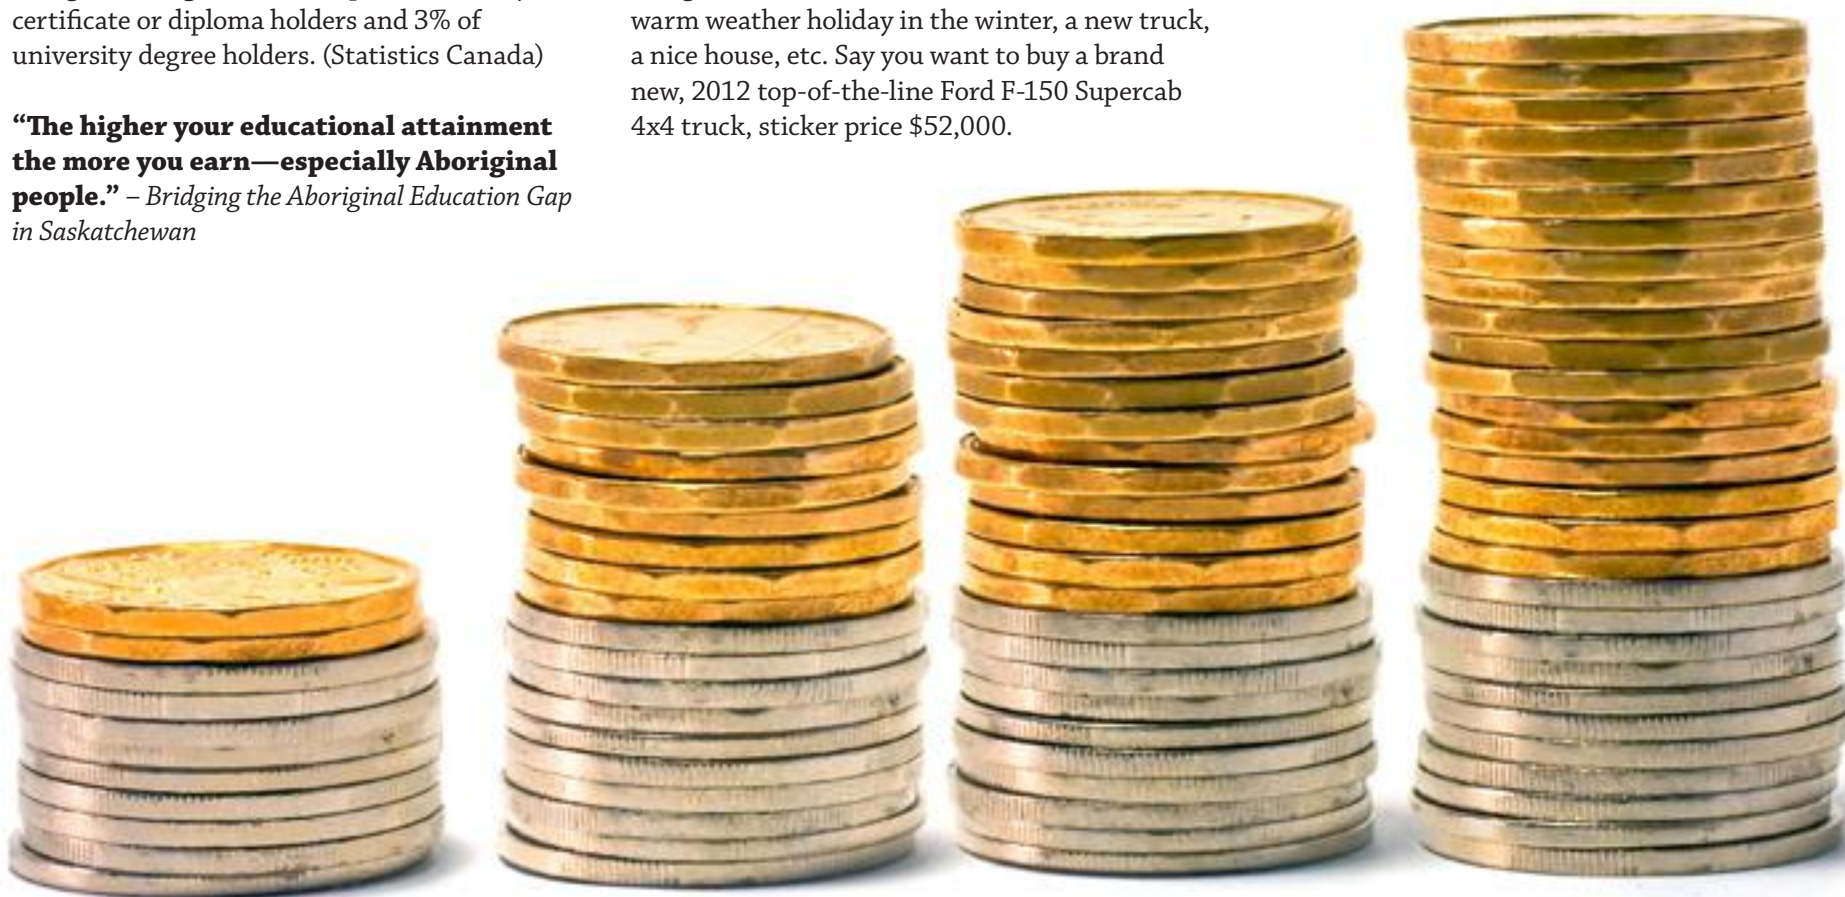 certificate or diploma holders and 3% of
university degree holders. (Statistics Canada)
“The higher your educational attainment
the more you earn—especially Aboriginal
people.” – Bridging the Aboriginal Education Gap
in Saskatchewan
warm weather holiday in the winter, a new truck,
a nice house, etc. Say you want to buy a brand
new, 2012 top-of-the-line Ford F-150 Supercab
4x4 truck, sticker price $52,000.